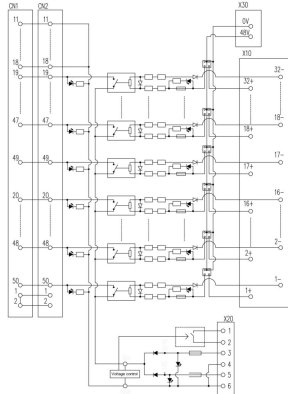 CN1 CN2 X30
11 11 0V
48V
X10
18 18
19 19 32-
32+
47 47 18-
18+
49 49 17-
17+
20 20 16-
16+
48 48 2-
2+
50 50 1-
1 1 1+
2 2
X20
1
2
3
4
Voltage control 5
6